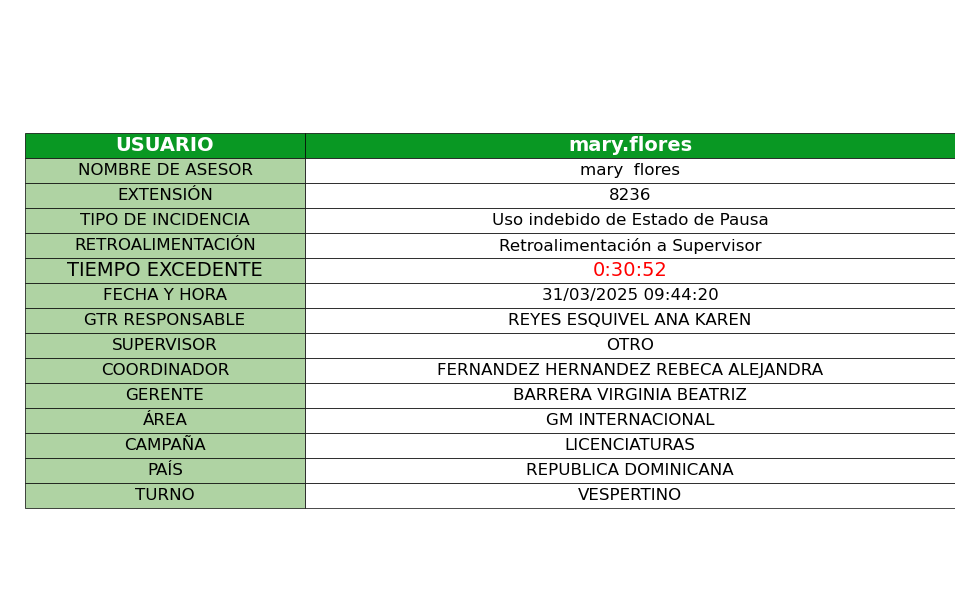 USUARIO mary.flores
NOMBRE DE ASESOR mary  flores
EXTENSIÓN 8236
TIPO DE INCIDENCIA Uso indebido de Estado de Pausa
RETROALIMENTACIÓN Retroalimentación a Supervisor
TIEMPO EXCEDENTE 0:30:52
FECHA Y HORA 31/03/2025 09:44:20
GTR RESPONSABLE REYES ESQUIVEL ANA KAREN
SUPERVISOR OTRO
COORDINADOR FERNANDEZ HERNANDEZ REBECA ALEJANDRA
GERENTE BARRERA VIRGINIA BEATRIZ
ÁREA GM INTERNACIONAL
CAMPAÑA LICENCIATURAS
PAÍS REPUBLICA DOMINICANA
TURNO VESPERTINO